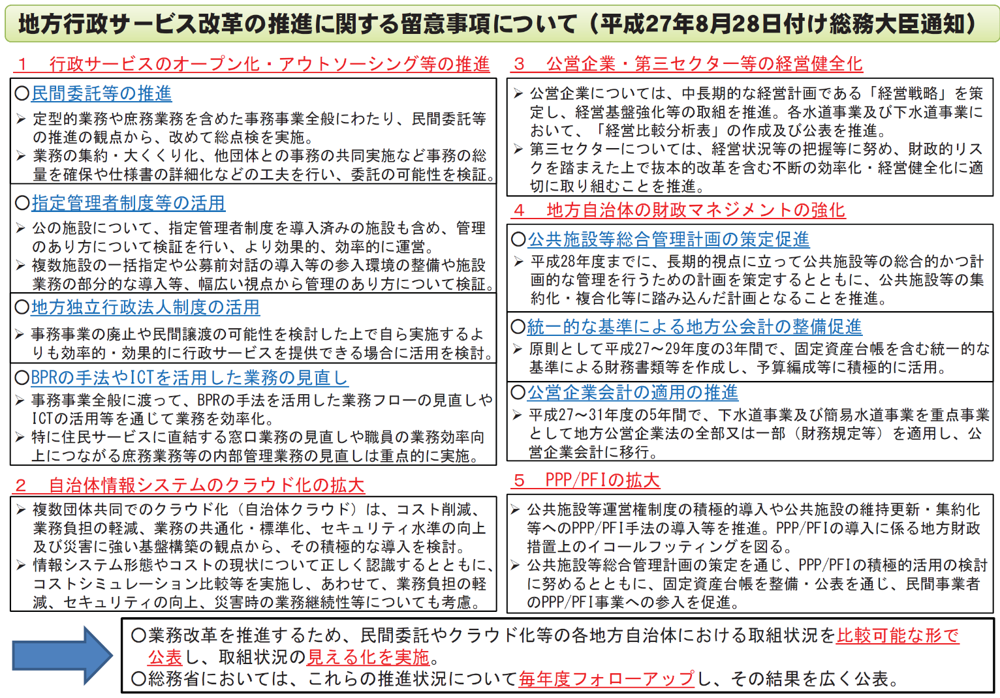 地方行政サービス改革の推進に関する留意事項について（平成27年8月28日付け総務大臣通知）
１　行政サービスのオープン化・アウトソーシング等の推進
〇民間委託等の推進
➢ 定型的業務や庶務業務を含めた事務事業全般にわたり、民間委託等
の推進の観点から、改めて総点検を実施。
➢ 業務の集約・大くくり化、他団体との事務の共同実施など事務の総
量を確保や仕様書の詳細化などの工夫を行い、委託の可能性を検証。
〇指定管理者制度等の活用
➢ 公の施設について、指定管理者制度を導入済みの施設も含め、管理
のあり方について検証を行い、より効果的、効率的に運営。
➢ 複数施設の一括指定や公募前対話の導入等の参入環境の整備や施設
業務の部分的な導入等、幅広い視点から管理のあり方について検証。
〇地方独立行政法人制度の活用
➢ 事務事業の廃止や民間譲渡の可能性を検討した上で自ら実施するよ
りも効率的・効果的に行政サービスを提供できる場合に活用を検討。
〇BPRの手法やICTを活用した業務の見直し
➢ 事務事業全般に渡って、BPRの手法を活用した業務フローの見直しや
ICTの活用等を通じて業務を効率化。
➢ 特に住民サービスに直結する窓口業務の見直しや職員の業務効率向
上につながる庶務業務等の内部管理業務の見直しは重点的に実施。
２　自治体情報システムのクラウド化の拡大
➢ 複数団体共同でのクラウド化（自治体クラウド）は、コスト削減、
業務負担の軽減、業務の共通化・標準化、セキュリティ水準の向上
及び災害に強い基盤構築の観点から、その積極的な導入を検討。
➢ 情報システム形態やコストの現状について正しく認識するとともに、
コストシミュレーション比較等を実施し、あわせて、業務負担の軽
減、セキュリティの向上、災害時の業務継続性等についても考慮。
３　公営企業・第三セクター等の経営健全化
➢ 公営企業については、中長期的な経営計画である「経営戦略」を策
定し、経営基盤強化等の取組を推進。各水道事業及び下水道事業に
おいて、「経営比較分析表」の作成及び公表を推進。
➢ 第三セクターについては、経営状況等の把握等に努め、財政的リス
クを踏まえた上で抜本的改革を含む不断の効率化・経営健全化に適
切に取り組むことを推進。
４　地方自治体の財政マネジメントの強化
〇公共施設等総合管理計画の策定促進
➢ 平成28年度までに、長期的視点に立って公共施設等の総合的かつ計
画的な管理を行うための計画を策定するとともに、公共施設等の集
約化・複合化等に踏み込んだ計画となることを推進。
〇統一的な基準による地方公会計の整備促進
➢ 原則として平成27～29年度の3年間で、固定資産台帳を含む統一的な
基準による財務書類等を作成し、予算編成等に積極的に活用。
〇公営企業会計の適用の推進
➢ 平成27～31年度の5年間で、下水道事業及び簡易水道事業を重点事業
として地方公営企業法の全部又は一部（財務規定等）を適用し、公
営企業会計に移行。
５　PPP/PFIの拡大
➢ 公共施設等運営権制度の積極的導入や公共施設の維持更新・集約化
等へのPPP/PFI手法の導入等を推進。PPP/PFIの導入に係る地方財政
措置上のイコールフッティングを図る。
➢ 公共施設等総合管理計画の策定を通じ、PPP/PFIの積極的活用の検討
に努めるとともに、固定資産台帳を整備・公表を通じ、民間事業者
のPPP/PFI事業への参入を促進。
〇業務改革を推進するため、民間委託やクラウド化等の各地方自治体における取組状況を比較可能な形で
公表し、取組状況の見える化を実施。
〇総務省においては、これらの推進状況について毎年度フォローアップし、その結果を広く公表。